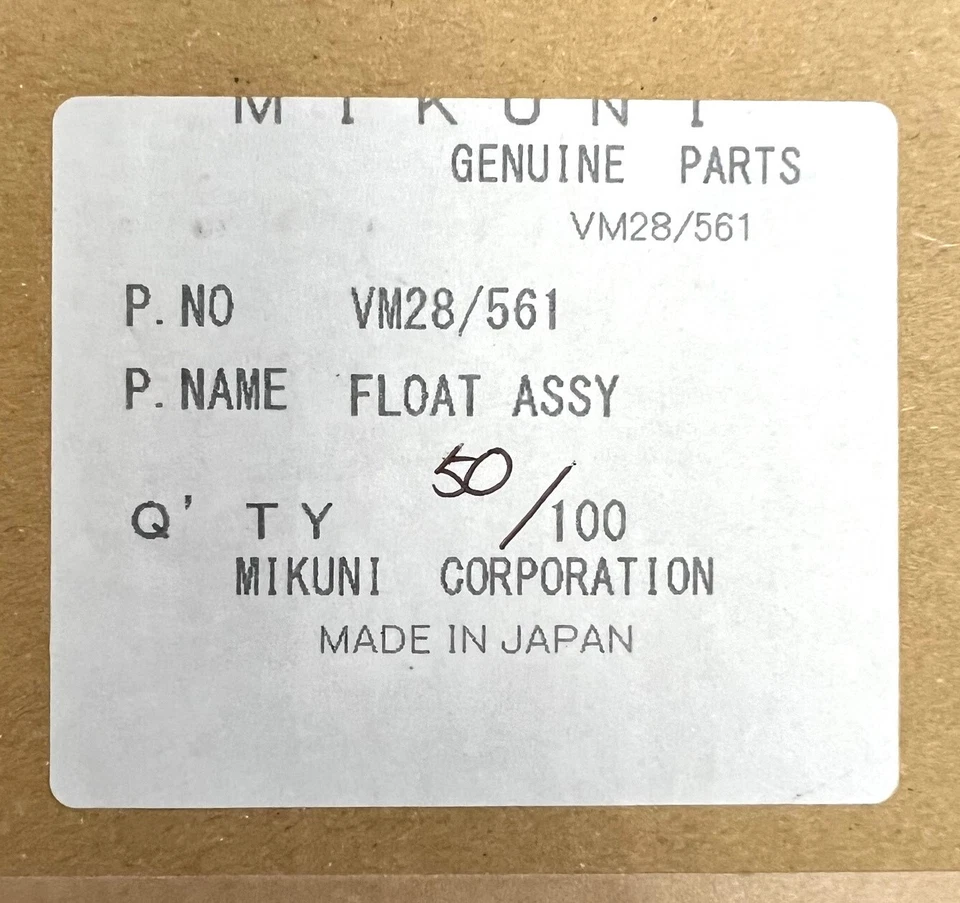 MIKUNI
GENUINE PARTS
VM28/561
P.NO VM28/561
P.NAME FLOAT ASSY
50
Q'TY /100
MIKUNI CORPORATION
MADE IN JAPAN